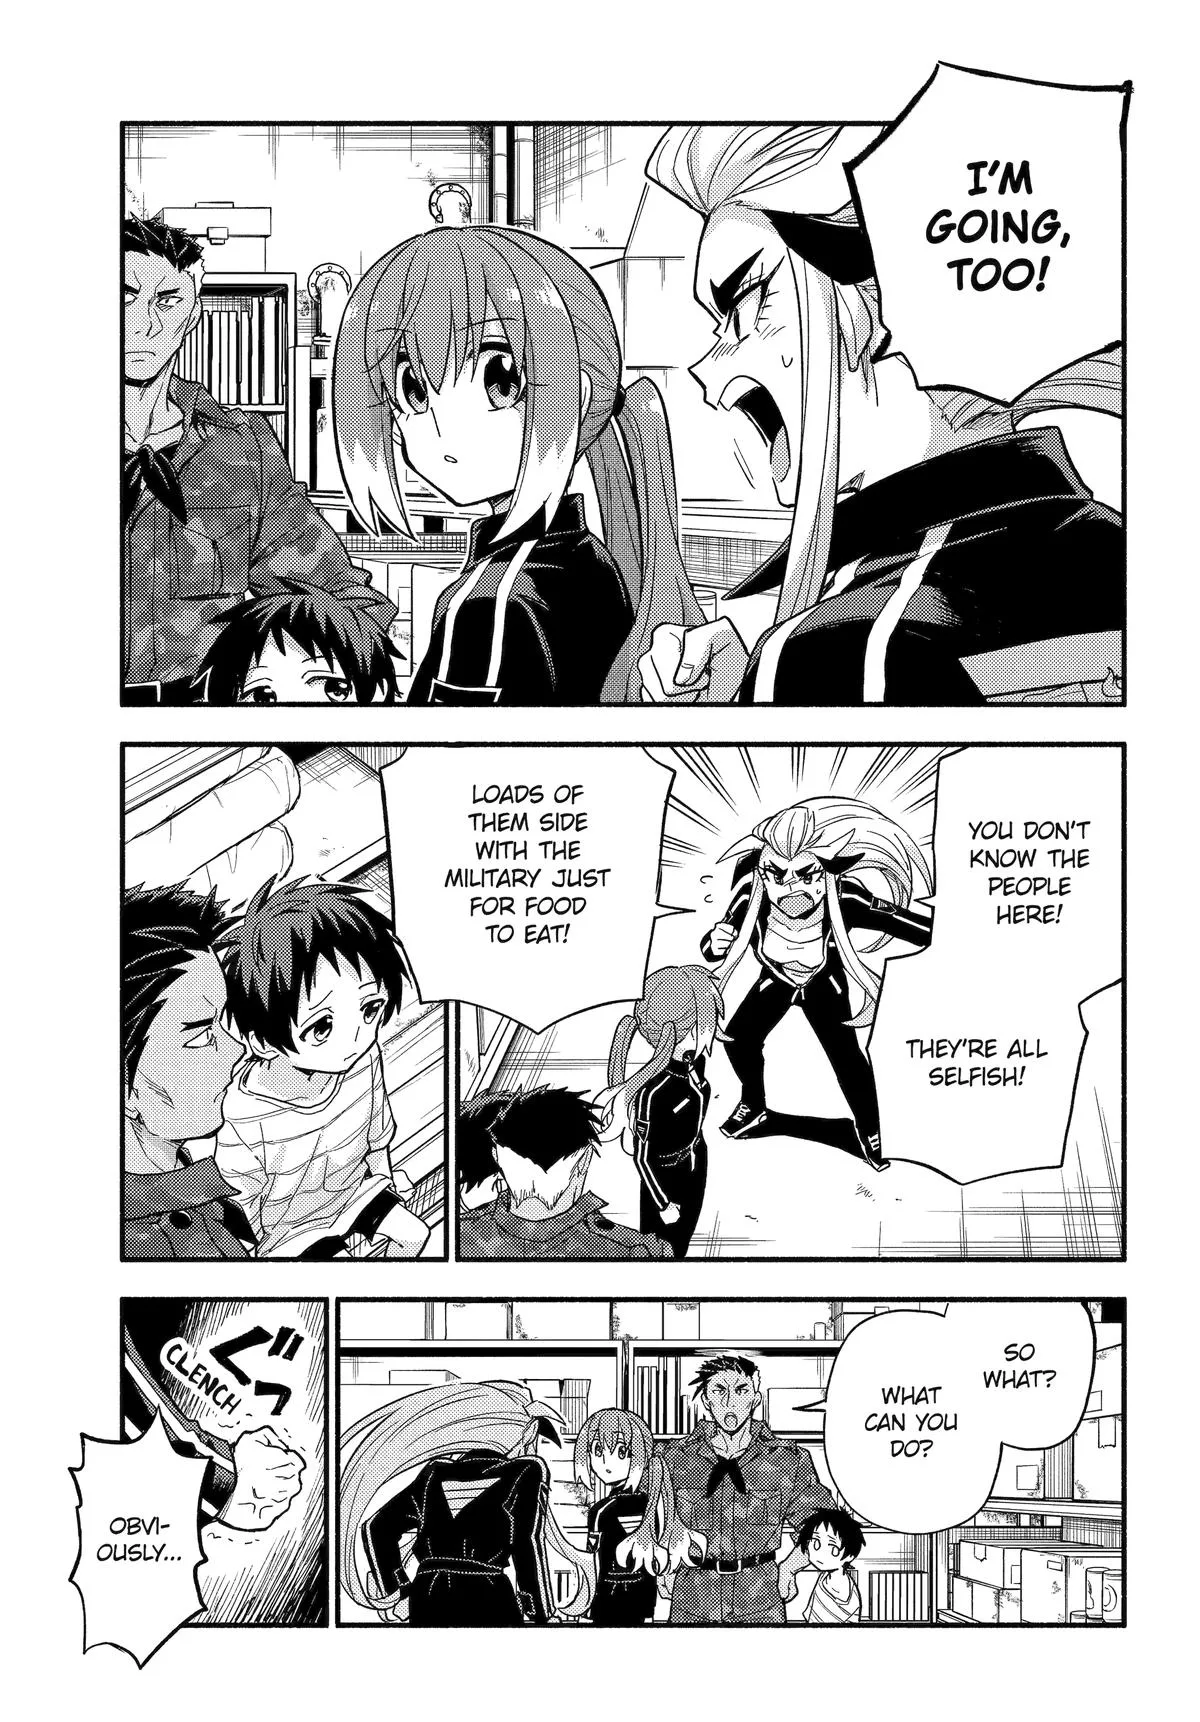 I'M
GOING,
TOO!
YOU DON'T
KNOW THE
PEOPLE
HERE!
THEY'RE ALL
SELFISH!
LOADS OF
THEM SIDE
WITH THE
MILITARY JUST
FOR FOOD
TO EAT!
SO
WHAT?
WHAT
CAN YOU
DO?
ぐっ
CLENCH
OBVI-
OUSLY...